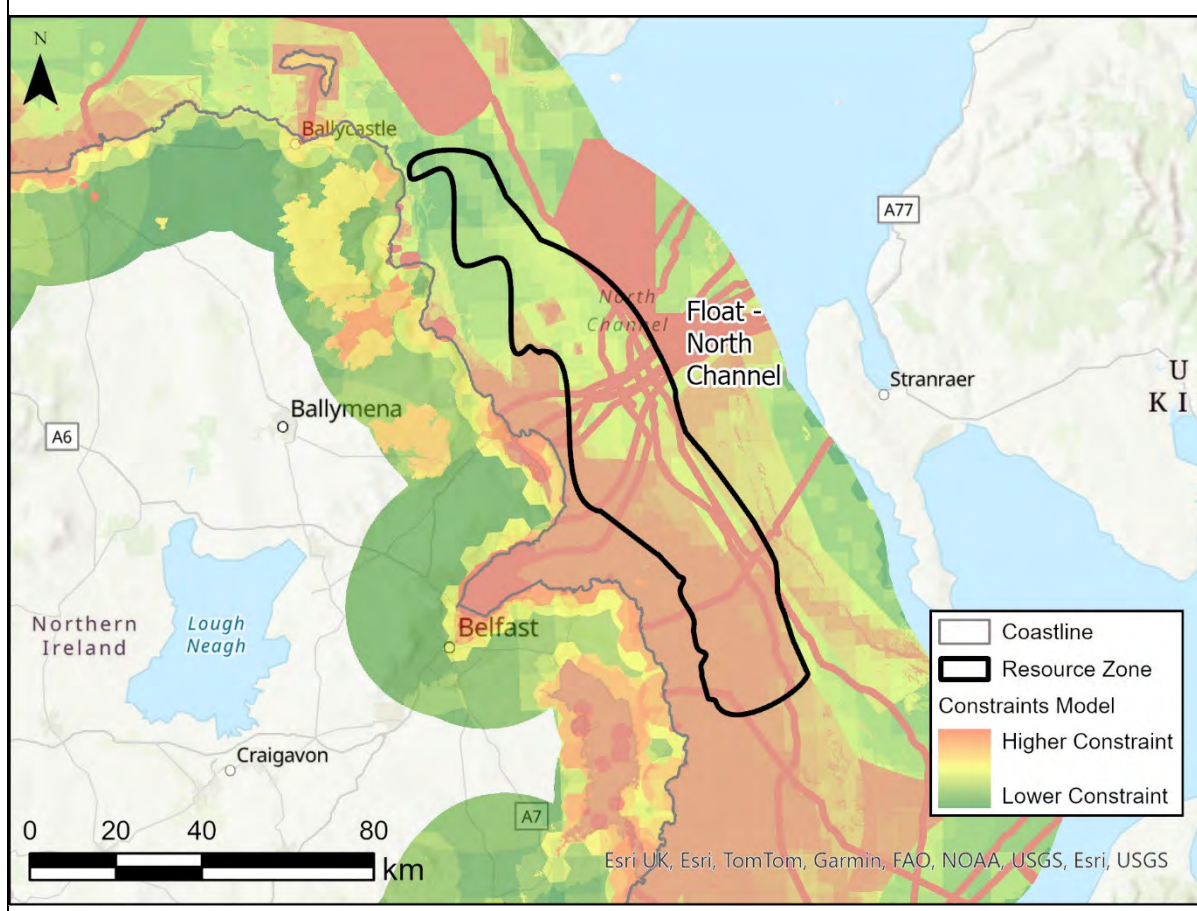 N
Ballycastle
A77
North
Channel
Float -
North
Channel
Stranraer
U
K I
Ballymena
A6
Northern
Ireland
Lough
Neagh
Belfast
Craigavon
A7
Coastline
Resource Zone
Constraints Model
Higher Constraint
Lower Constraint
0 20 40 80
km
Esri UK, Esri, TomTom, Garmin, FAO, NOAA, USGS, Esri, USGS